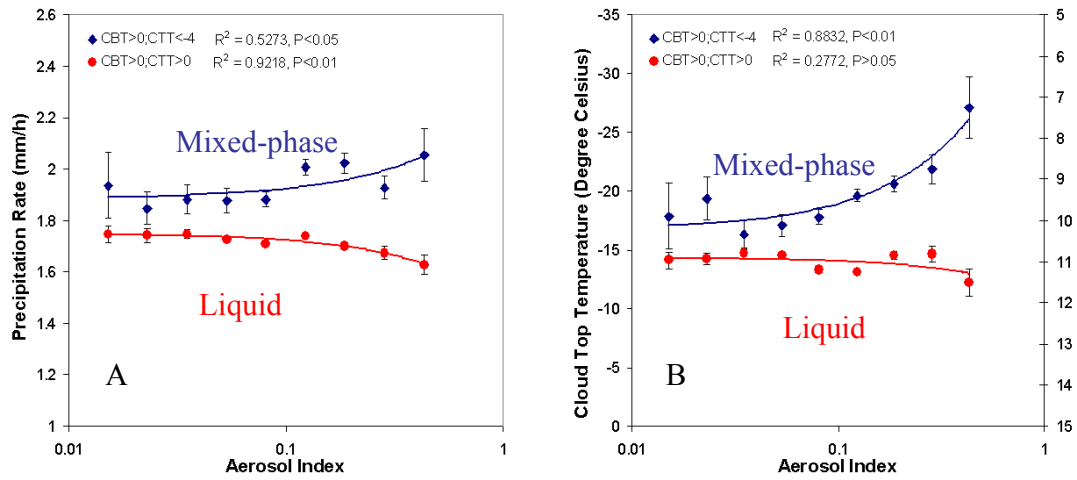 2.6
2.4
2.2
2
1.8
1.6
1.4
1.2
1
Precipitation Rate (mm/h)
CBT>0;CTT<-4 R² = 0.5273, P<0.05
CBT>0;CTT>0 R² = 0.9218, P<0.01
Mixed-phase
Liquid
A
0.01 0.1 1
Aerosol Index
-35
-30
-25
-20
-15
-10
-5
0
Cloud Top Temperature (Degree Celsius)
CBT>0;CTT<-4 R² = 0.8832, P<0.01
CBT>0;CTT>0 R² = 0.2772, P>0.05
Mixed-phase
Liquid
B
5
6
7
8
9
10
11
12
13
14
15
0.01 0.1 1
Aerosol Index